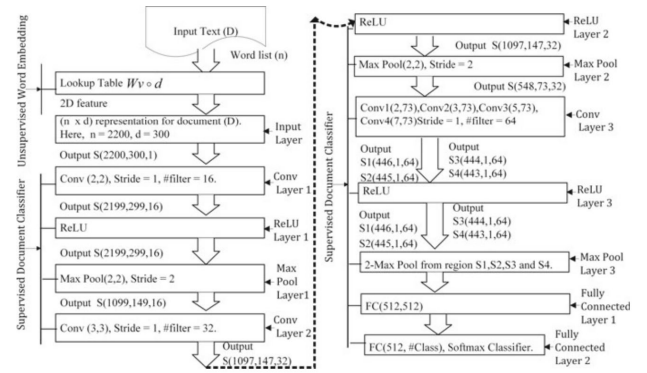 Input Text (D)
Word list (n)
Unsupervised Word Embedding
Lookup Table Wv ∘ d
2D feature
(n x d) representation for document (D).
Here, n = 2200, d = 300
Input
Layer
Output S(2200,300,1)
Supervised Document Classifier
Conv (2,2), Stride = 1, #filter = 16.
Conv
Layer 1
Output S(2199,299,16)
ReLU
ReLU
Layer 1
Output S(2199,299,16)
Max Pool(2,2), Stride = 2
Max
Pool
Layer1
Output S(1099,149,16)
Conv (3,3), Stride = 1, #filter = 32.
Conv
Layer 2
Output
S(1097,147,32)
Supervised Document Classifier
ReLU
ReLU
Layer 2
Output S(1097,147,32)
Max Pool(2,2), Stride = 2
Max Pool
Layer 2
Output S(548,73,32)
Conv1(2,73),Conv2(3,73),Conv3(5,73),
Conv4(7,73)Stride = 1, #filter = 64
Conv
Layer 3
Output
S1(446,1,64)
S2(445,1,64)
Output
S3(444,1,64)
S4(443,1,64)
ReLU
ReLU
Layer 3
Output
S1(446,1,64)
S2(445,1,64)
Output
S3(444,1,64)
S4(443,1,64)
2-Max Pool from region S1,S2,S3 and S4.
Max Pool
Layer 3
FC(512,512)
Fully
Connected
Layer 1
FC(512, #Class), Softmax Classifier.
Fully
Connected
Layer 2